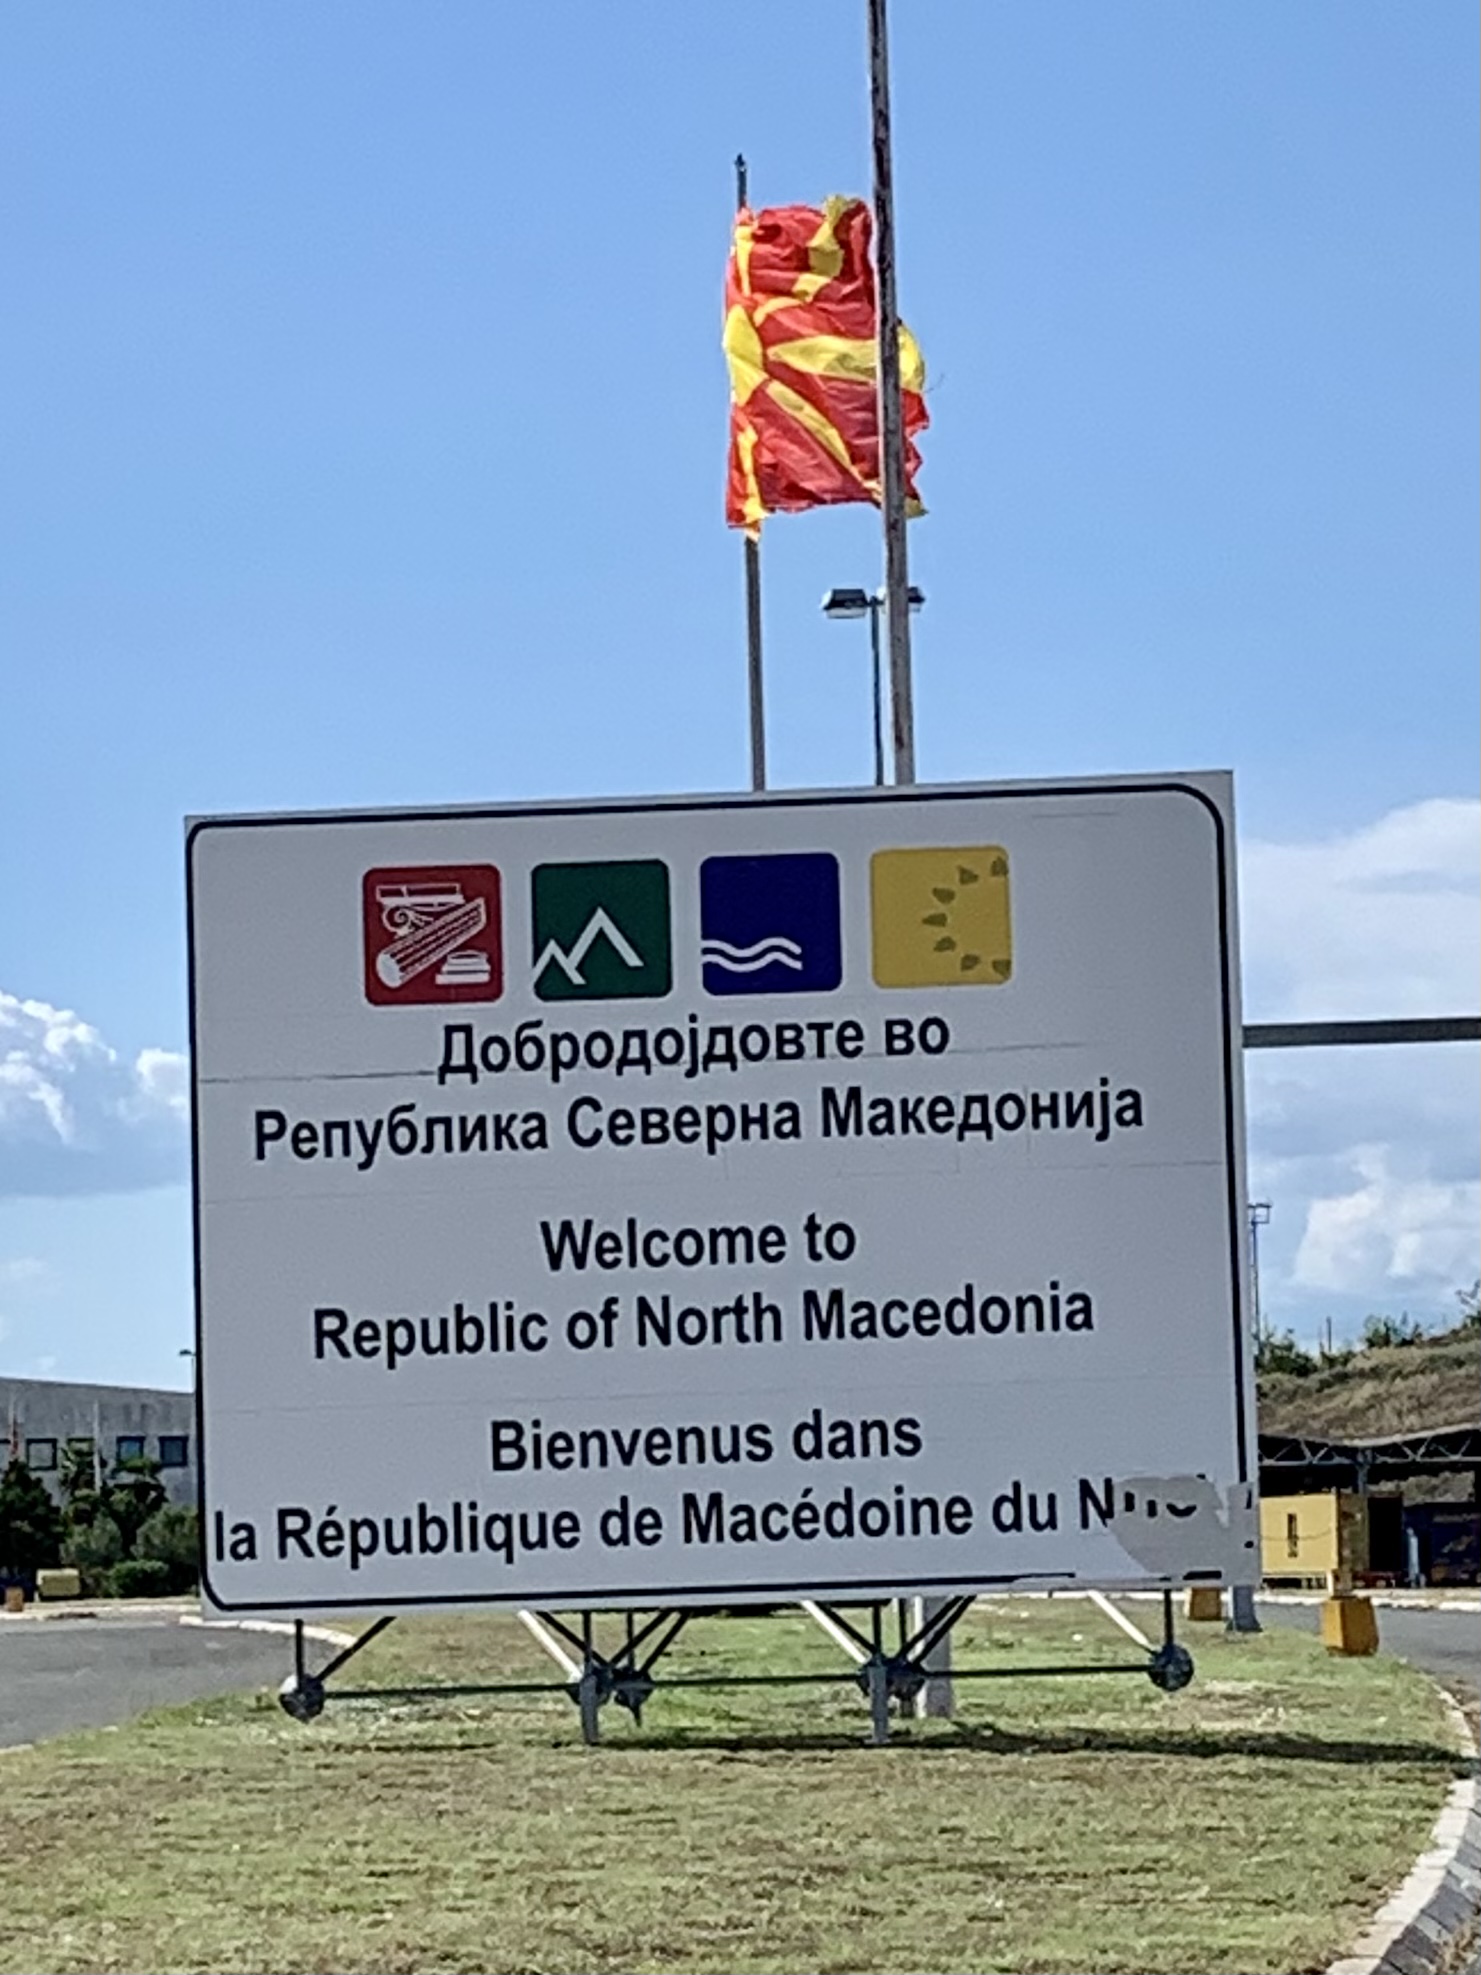 Добродојдовте во
Република Северна Македонија
Welcome to
Republic of North Macedonia
Bienvenus dans
la République de Macédoine du